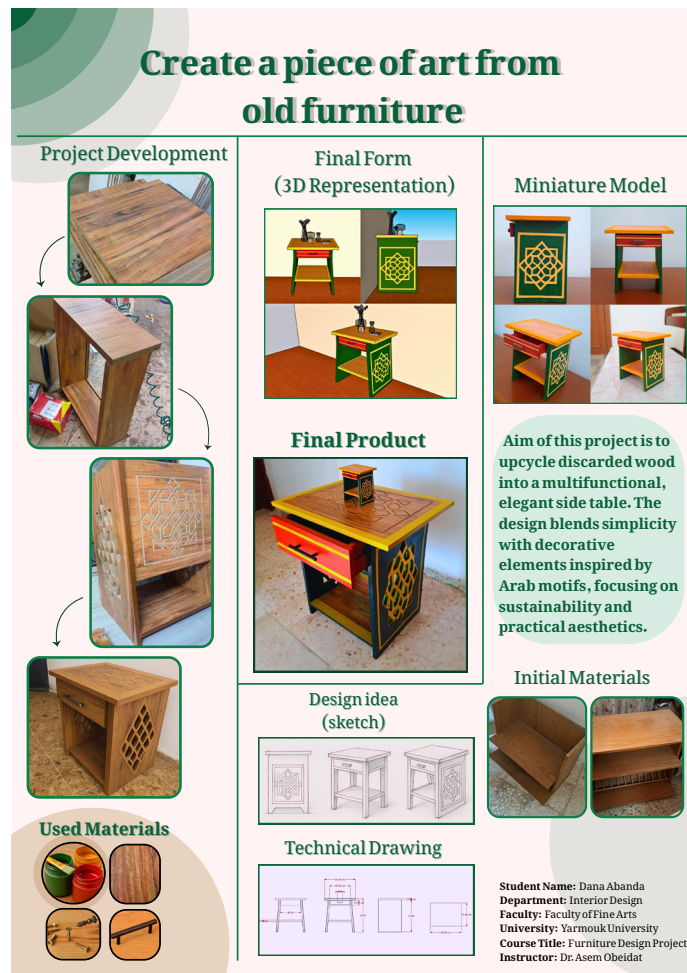 Create a piece of art from
old furniture
Project Development
Final Form
(3D Representation)
Miniature Model
Final Product
Aim of this project is to
upcycle discarded wood
into a multifunctional,
elegant side table. The
design blends simplicity
with decorative
elements inspired by
Arab motifs, focusing on
sustainability and
practical aesthetics.
Initial Materials
Design idea
(sketch)
Technical Drawing
Used Materials
Student Name: Dana Abanda
Department: Interior Design
Faculty: Faculty of Fine Arts
University: Yarmouk University
Course Title: Furniture Design Project
Instructor: Dr. Asem Obeidat